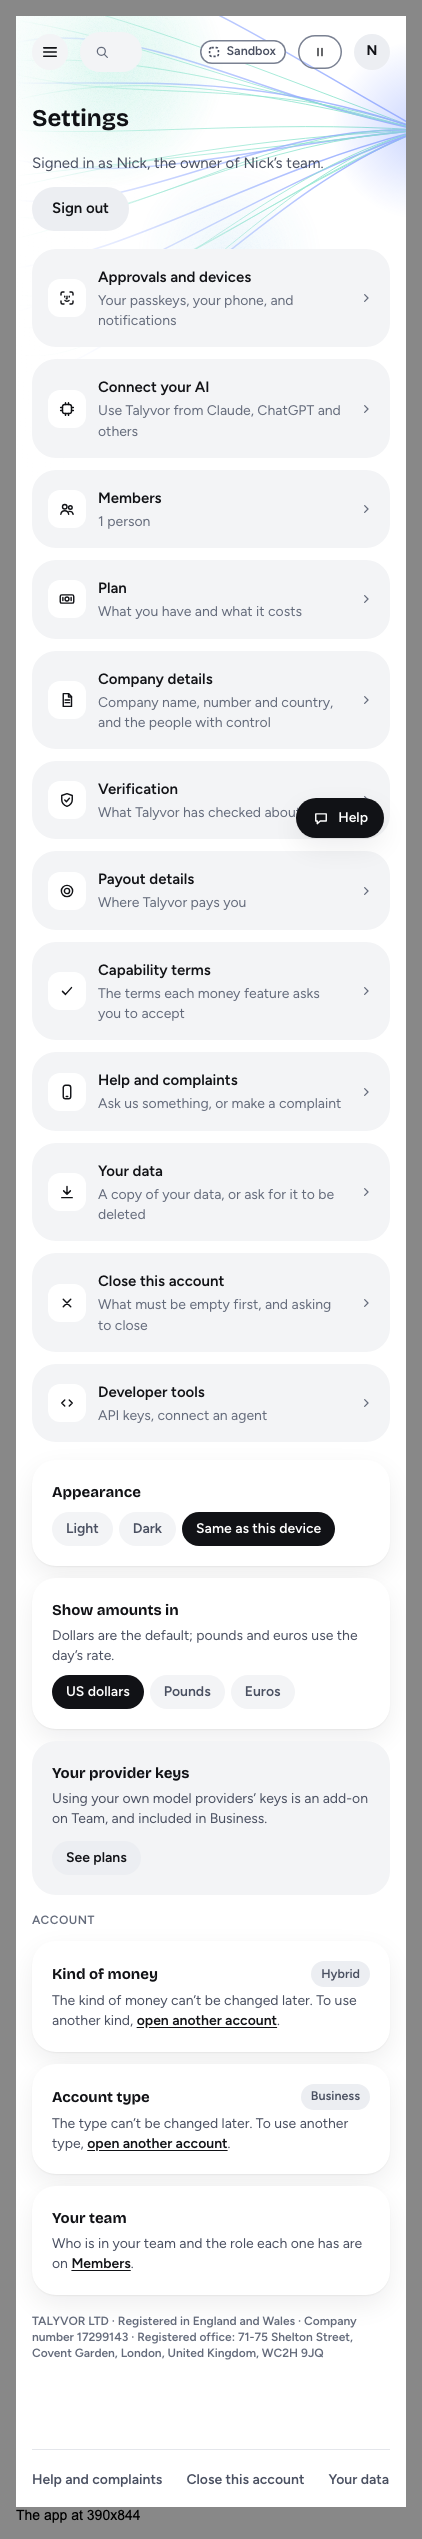 Sandbox
N
Settings
Signed in as Nick, the owner of Nick’s team.
Sign out
Approvals and devices
Your passkeys, your phone, and
notifications
Connect your AI
Use Talyvor from Claude, ChatGPT and
others
Members
1 person
Plan
What you have and what it costs
Company details
Company name, number and country,
and the people with control
Verification
What Talyvor has checked about
Help
Payout details
Where Talyvor pays you
Capability terms
The terms each money feature asks
you to accept
Help and complaints
Ask us something, or make a complaint
Your data
A copy of your data, or ask for it to be
deleted
Close this account
What must be empty first, and asking
to close
Developer tools
API keys, connect an agent
Appearance
Light Dark Same as this device
Show amounts in
Dollars are the default; pounds and euros use the
day’s rate.
US dollars Pounds Euros
Your provider keys
Using your own model providers’ keys is an add-on
on Team, and included in Business.
See plans
ACCOUNT
Kind of money Hybrid
The kind of money can’t be changed later. To use
another kind, open another account.
Account type Business
The type can’t be changed later. To use another
type, open another account.
Your team
Who is in your team and the role each one has are
on Members.
TALYVOR LTD · Registered in England and Wales · Company
number 17299143 · Registered office: 71-75 Shelton Street,
Covent Garden, London, United Kingdom, WC2H 9JQ
Help and complaints Close this account Your data
The app at 390x844